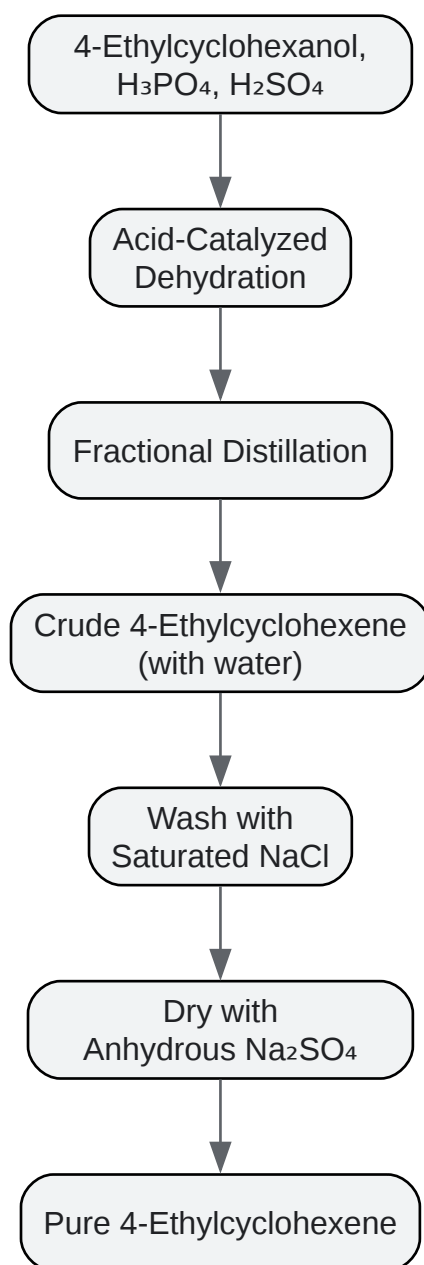 4-Ethylcyclohexanol,
H₃PO₄, H₂SO₄
Acid-Catalyzed
Dehydration
Fractional Distillation
Crude 4-Ethylcyclohexene
(with water)
Wash with
Saturated NaCl
Dry with
Anhydrous Na₂SO₄
Pure 4-Ethylcyclohexene